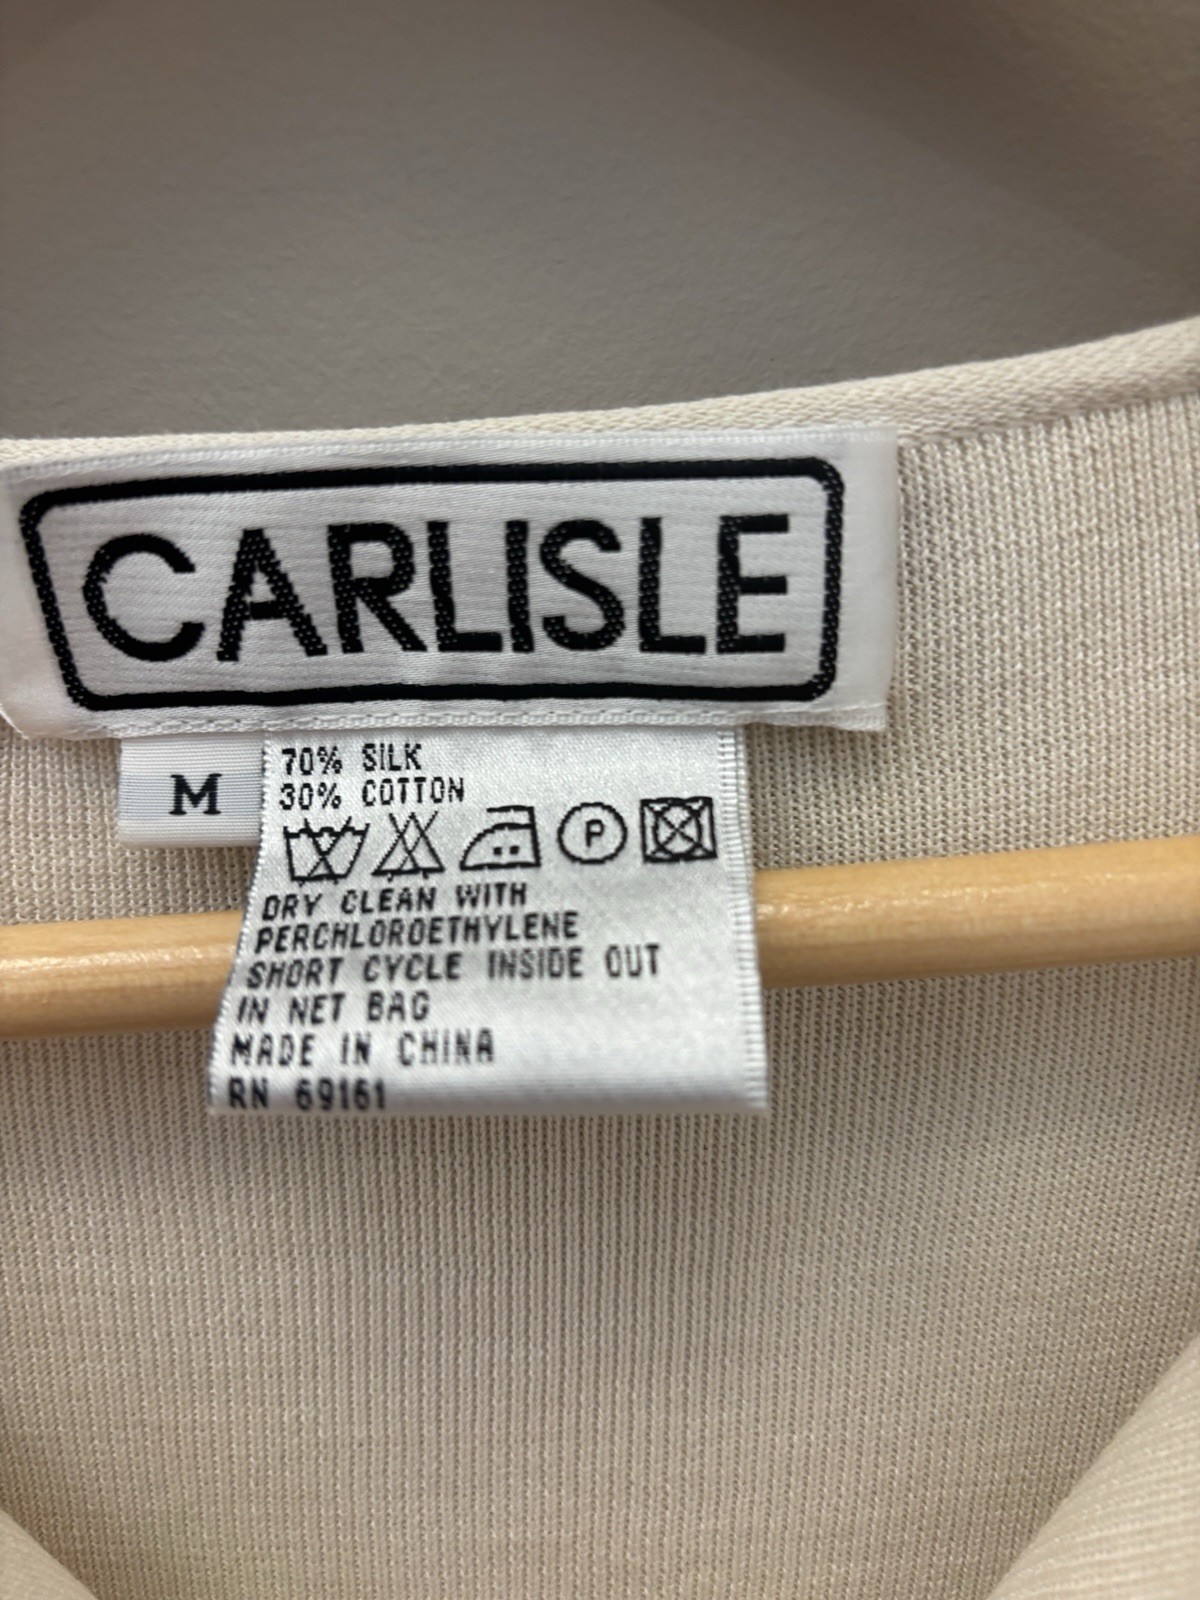 CARLISLE
M
70% SILK
30% COTTON
P
DRY CLEAN WITH
PERCHLOROETHYLENE
SHORT CYCLE INSIDE OUT
IN NET BAG
MADE IN CHINA
RN 69161